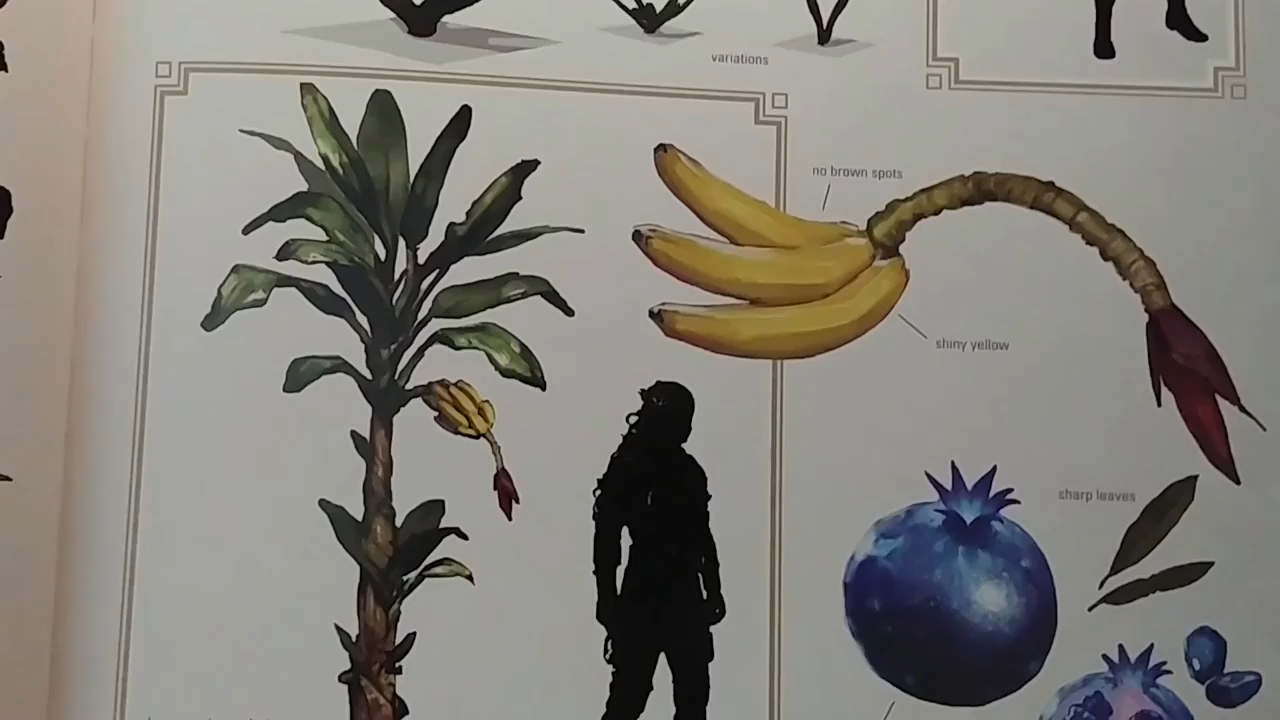 variations
no brown spots
shiny yellow
sharp leaves